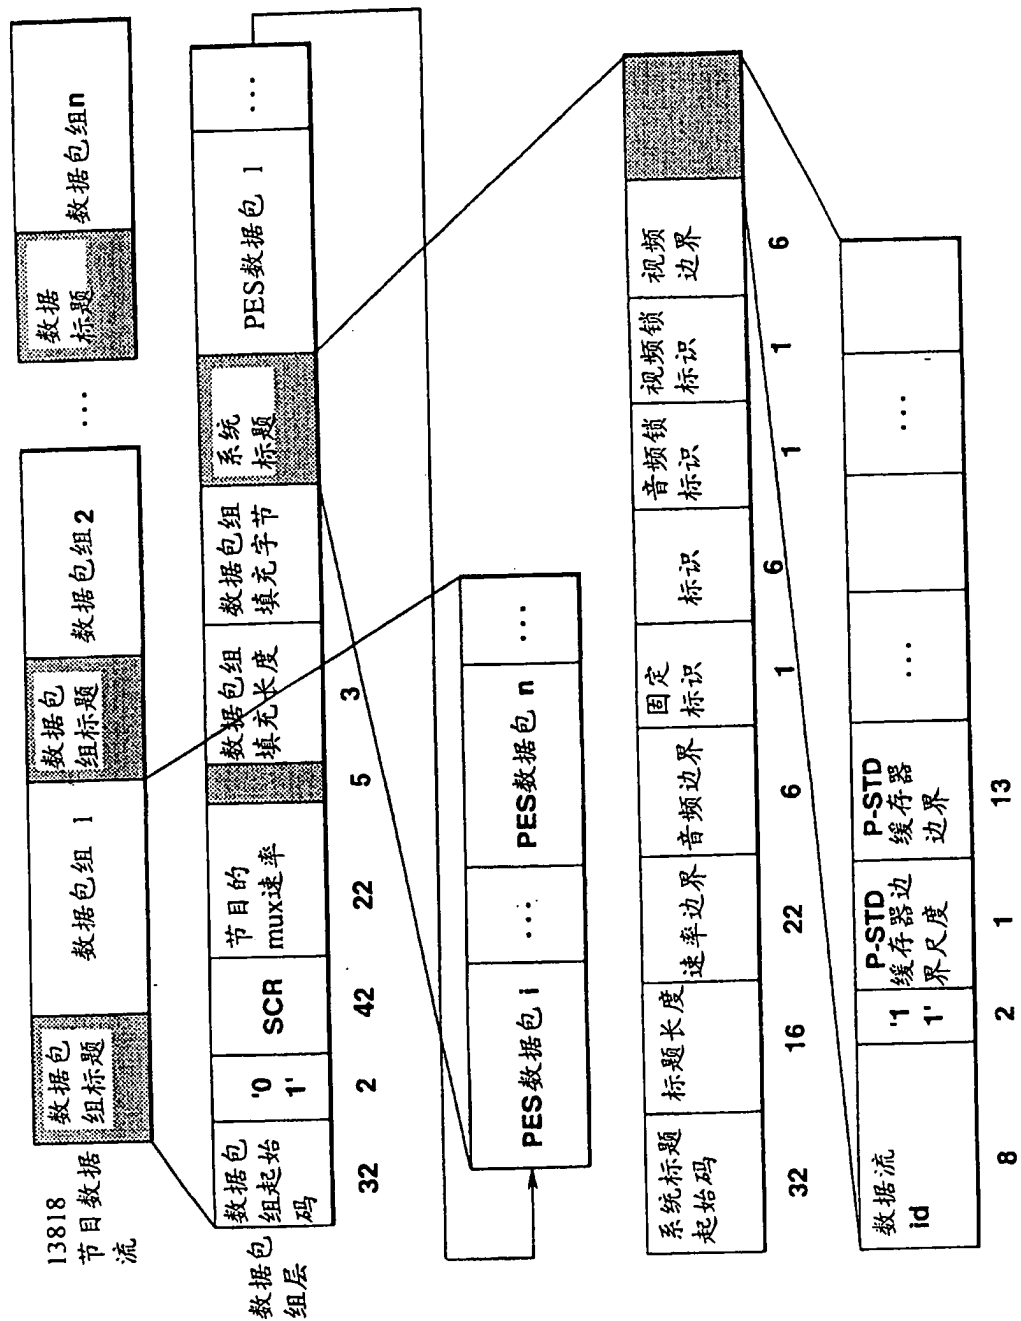 13818
节目数据
流
数据包
组标题
数据包组 1
数据包
组标题
数据包组2
...
数据
标题
数据包组n
数据包
组层
数据包
组起始
码
'0
1'
SCR
节目的
mux速率
数据包组
填充长度
数据包组
填充字节
系统
标题
PES数据包 1
...
32
2
42
22
5
3
PES数据包 i
...
PES数据包 n
...
系统标题
起始码
标题长度
速率边界
音频边界
固定
标识
标识
音频锁
标识
视频锁
标识
视频
边界
32
16
22
6
1
6
1
1
6
数据流
id
'1
1'
P-STD
缓存器边
界尺度
P-STD
缓存器
边界
...
...
8
2
1
13